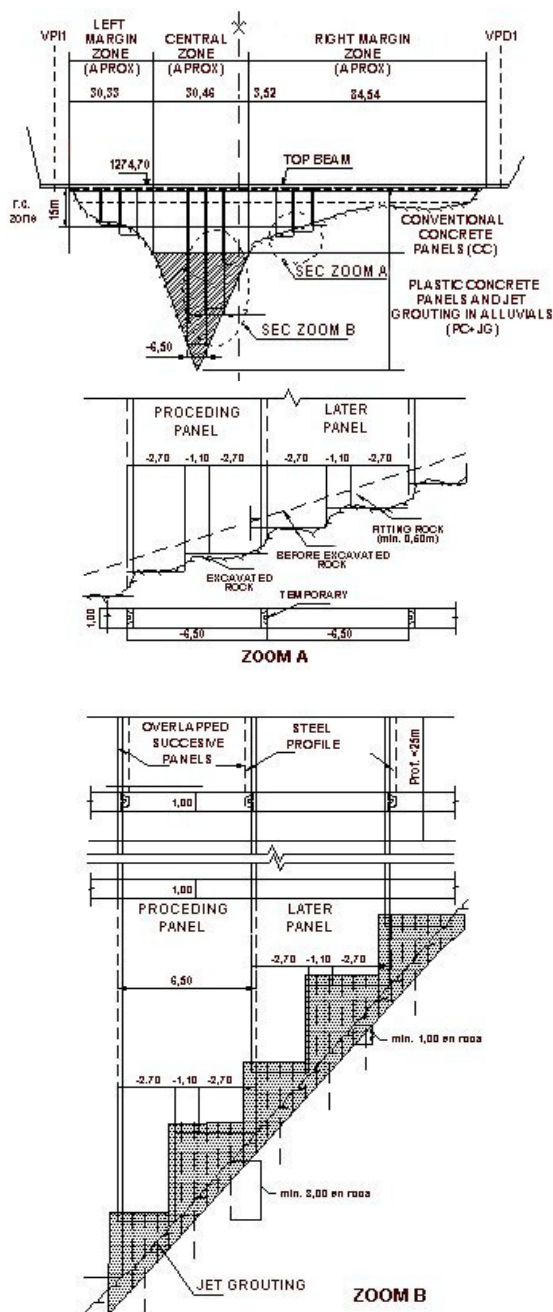 VPI1
LEFT
MARGIN
ZONE
(APROX)
CENTRAL
ZONE
(APROX)
RIGHT MARGIN
ZONE
(APROX)
VPD1
30,33
30,46
3,52
84,54
1274,70
TOP BEAM
r.c.
zone
15m
CONVENTIONAL
CONCRETE
PANELS (CC)
SEC ZOOM A
PLASTIC CONCRETE
PANELS AND JET
GROUTING IN ALLUVIALS
(PC+JG)
SEC ZOOM B
-6,50
PROCEDING
PANEL
LATER
PANEL
-2,70
-1,10
-2,70
-2,70
-1,10
-2,70
FITTING ROCK
(min. 0,60m)
BEFORE EXCAVATED
ROCK
EXCAVATED
ROCK
TEMPORARY
1,00
-6,50
-6,50
ZOOM A
OVERLAPPED
SUCCESIVE
PANELS
STEEL
PROFILE
Prof. <25m
1,00
1,00
PROCEDING
PANEL
LATER
PANEL
-2,70
-1,10
-2,70
6,50
min. 1,00 en roca
-2,70
-1,10
-2,70
min. 2,00 en roca
JET GROUTING
ZOOM B